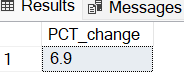 Results Messages
PCT_change
1 6.9